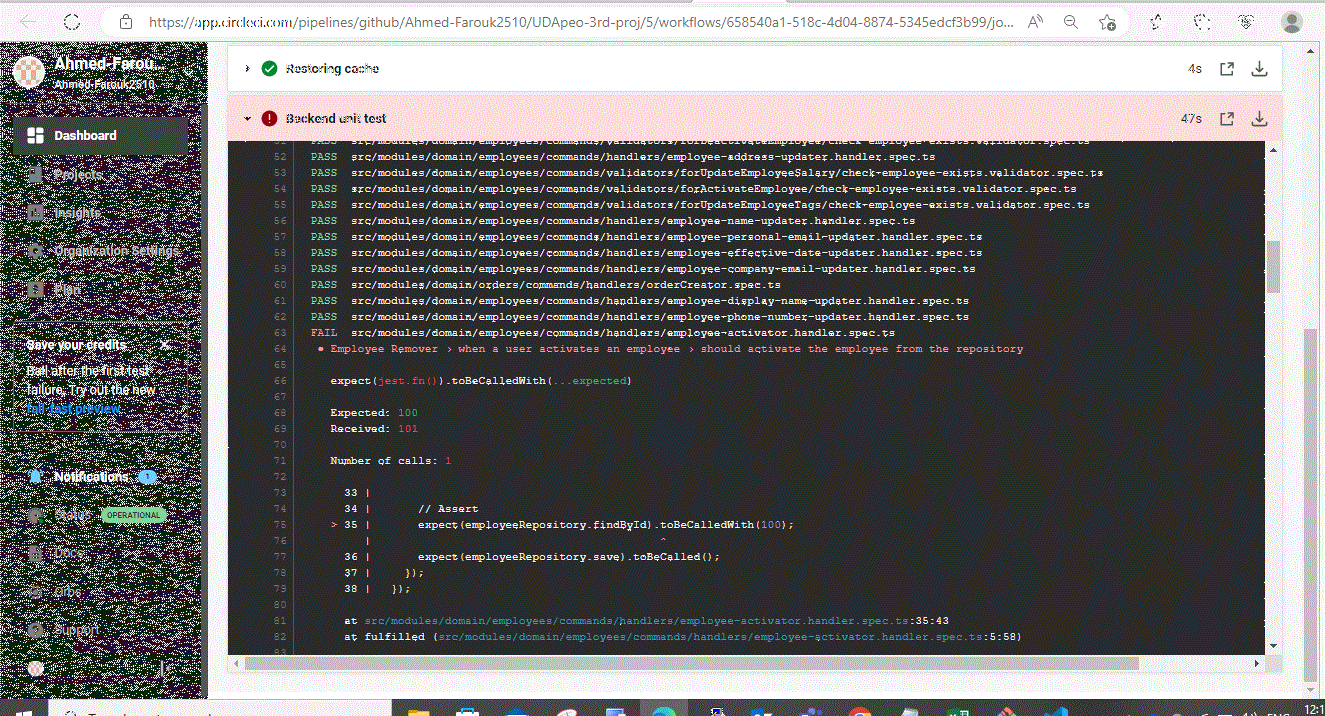 https://app.circleci.com/pipelines/github/Ahmed-Farouk2510/UDApeo-3rd-proj/5/workflows/658540a1-518c-4d04-8874-5345edcf3b99/jo...
Ahmed-Farou...
Ahmed-Farouk2510
Dashboard
Projects
Insights
Organization Settings
Plan
Save your credits
Bail after the first test
failure. Try out the new
Notifications 1
Status OPERATIONAL
Docs
Orbs
Support
Restoring cache 4s
Backend unit test 47s
52 PASS src/modules/domain/employees/commands/handlers/employee-address-updater.handler.spec.ts
53 PASS src/modules/domain/employees/commands/validators/forUpdateEmployeeSalary/check-employee-exists.validator.spec.ts
54 PASS src/modules/domain/employees/commands/validators/forActivateEmployee/check-employee-exists.validator.spec.ts
55 PASS src/modules/domain/employees/commands/validators/forUpdateEmployeeTags/check-employee-exists.validator.spec.ts
56 PASS src/modules/domain/employees/commands/handlers/employee-name-updater.handler.spec.ts
57 PASS src/modules/domain/employees/commands/handlers/employee-personal-email-updater.handler.spec.ts
58 PASS src/modules/domain/employees/commands/handlers/employee-effective-date-updater.handler.spec.ts
59 PASS src/modules/domain/employees/commands/handlers/employee-company-email-updater.handler.spec.ts
60 PASS src/modules/domain/orders/commands/handlers/orderCreator.spec.ts
61 PASS src/modules/domain/employees/commands/handlers/employee-display-name-updater.handler.spec.ts
62 PASS src/modules/domain/employees/commands/handlers/employee-phone-number-updater.handler.spec.ts
63 FAIL src/modules/domain/employees/commands/handlers/employee-activator.handler.spec.ts
64 ● Employee Remover › when a user activates an employee › should activate the employee from the repository
65
66 expect(jest.fn()).toBeCalledWith(...expected)
67
68 Expected: 100
69 Received: 101
70
71 Number of calls: 1
72
73 33 |
74 34 | // Assert
75 > 35 | expect(employeeRepository.findById).toBeCalledWith(100);
76 | ^
77 36 | expect(employeeRepository.save).toBeCalled();
78 37 | });
79 38 | });
80
81 at src/modules/domain/employees/commands/handlers/employee-activator.handler.spec.ts:35:43
82 at fulfilled (src/modules/domain/employees/commands/handlers/employee-activator.handler.spec.ts:5:58)